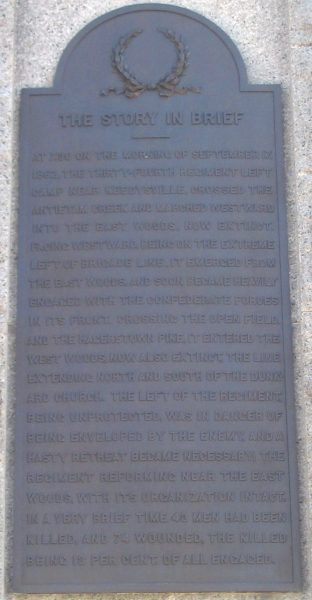 THE STORY IN BRIEF
AT 7.30 ON THE MORNING OF SEPTEMBER 17,
1862, THE THIRTY-FOURTH REGIMENT LEFT
CAMP NEAR KEEDYSVILLE, CROSSED THE
ANTIETAM CREEK AND MARCHED WESTWARD
INTO THE EAST WOODS, NOW EXTINCT.
FACING WESTWARD, BEING ON THE EXTREME
LEFT OF BRIGADE LINE, IT EMERGED FROM
THE EAST WOODS, AND SOON BECAME HEAVILY
ENGAGED WITH THE CONFEDERATE FORCES
IN ITS FRONT. CROSSING THE OPEN FIELD,
AND THE HAGERSTOWN PIKE, IT ENTERED THE
WEST WOODS, NOW ALSO EXTINCT, THE LINE
EXTENDING NORTH AND SOUTH OF THE DUNK-
ARD CHURCH. THE LEFT OF THE REGIMENT,
BEING UNPROTECTED, WAS IN DANGER OF
BEING ENVELOPED BY THE ENEMY, AND A
HASTY RETREAT BECAME NECESSARY, THE
REGIMENT REFORMING NEAR THE EAST
WOODS, WITH ITS ORGANIZATION INTACT.
IN A VERY BRIEF TIME 43 MEN HAD BEEN
KILLED, AND 74 WOUNDED, THE KILLED
BEING 13 PER CENT OF ALL ENGAGED.